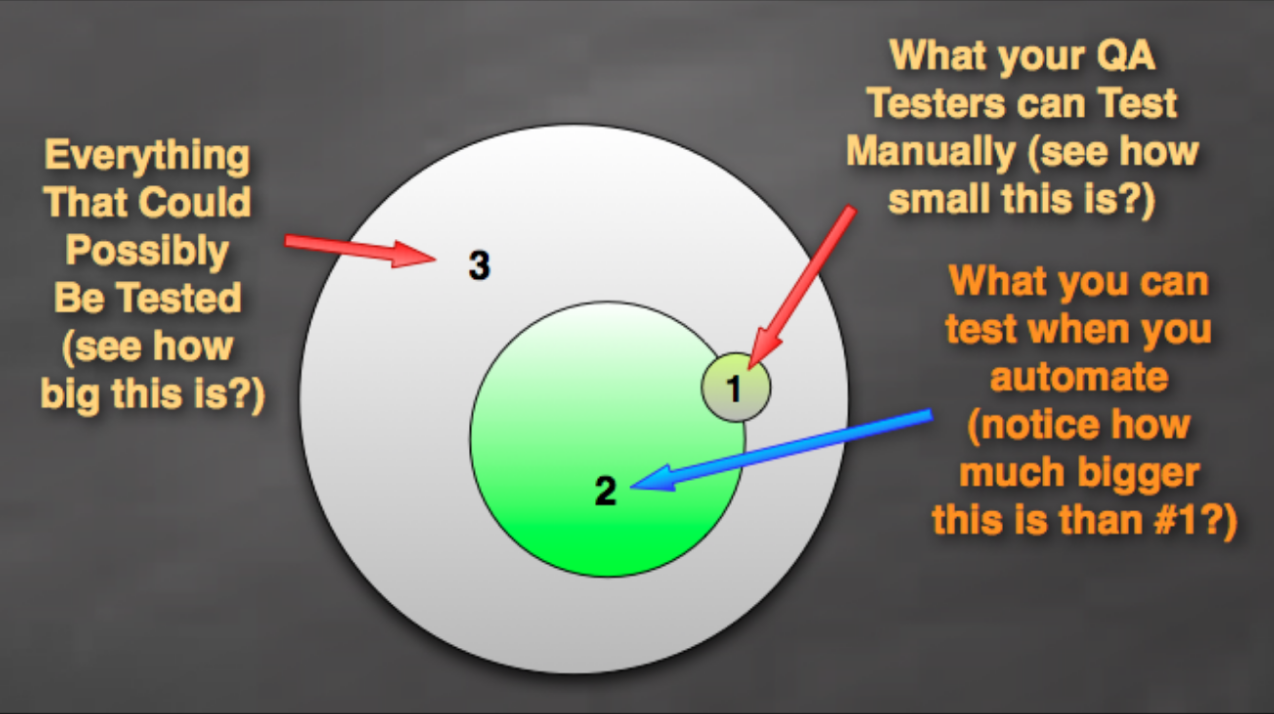 Everything
That Could
Possibly
Be Tested
(see how
big this is?)
What your QA
Testers can Test
Manually (see how
small this is?)
What you can
test when you
automate
(notice how
much bigger
this is than #1?)
3
1
2